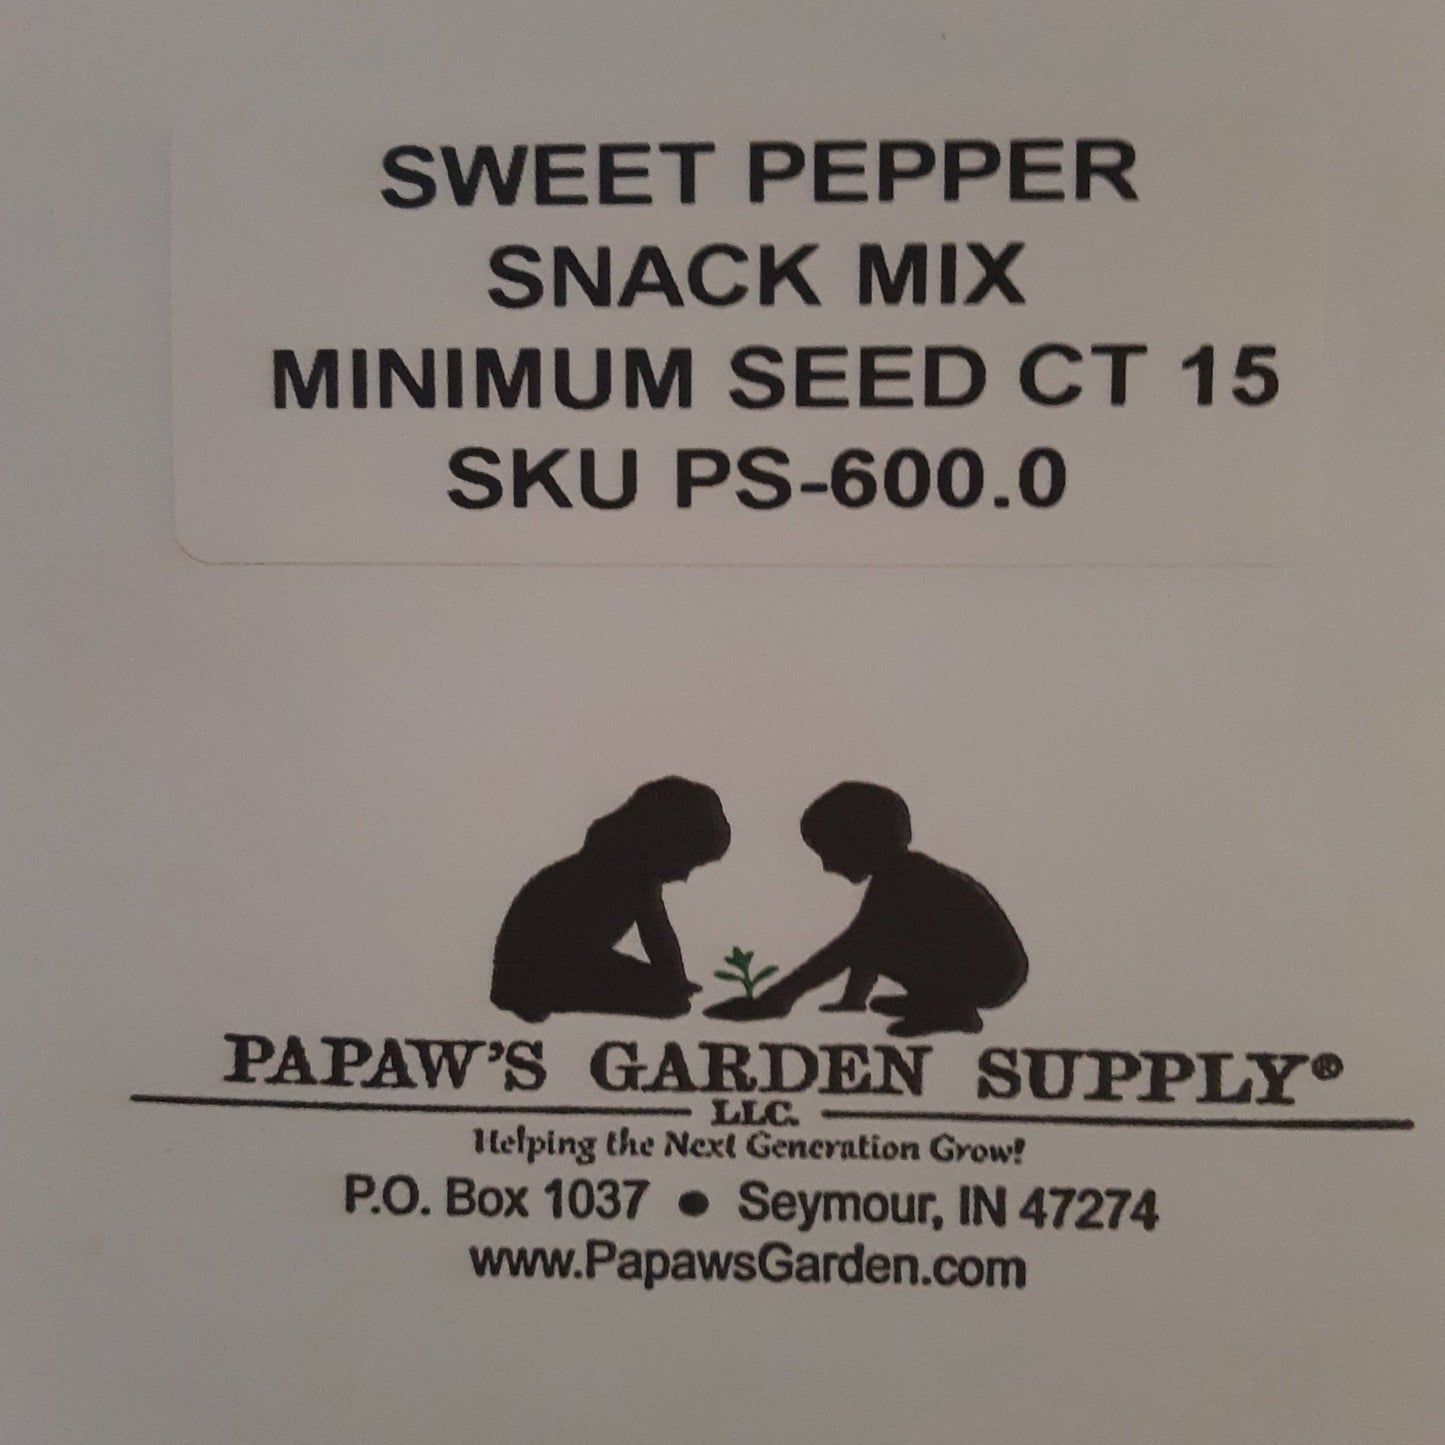 SWEET PEPPER
SNACK MIX
MINIMUM SEED CT 15
SKU PS-600.0
PAPAW'S GARDEN SUPPLY®
LLC.
Helping the Next Generation Grow!
P.O. Box 1037 • Seymour, IN 47274
www.PapawsGarden.com